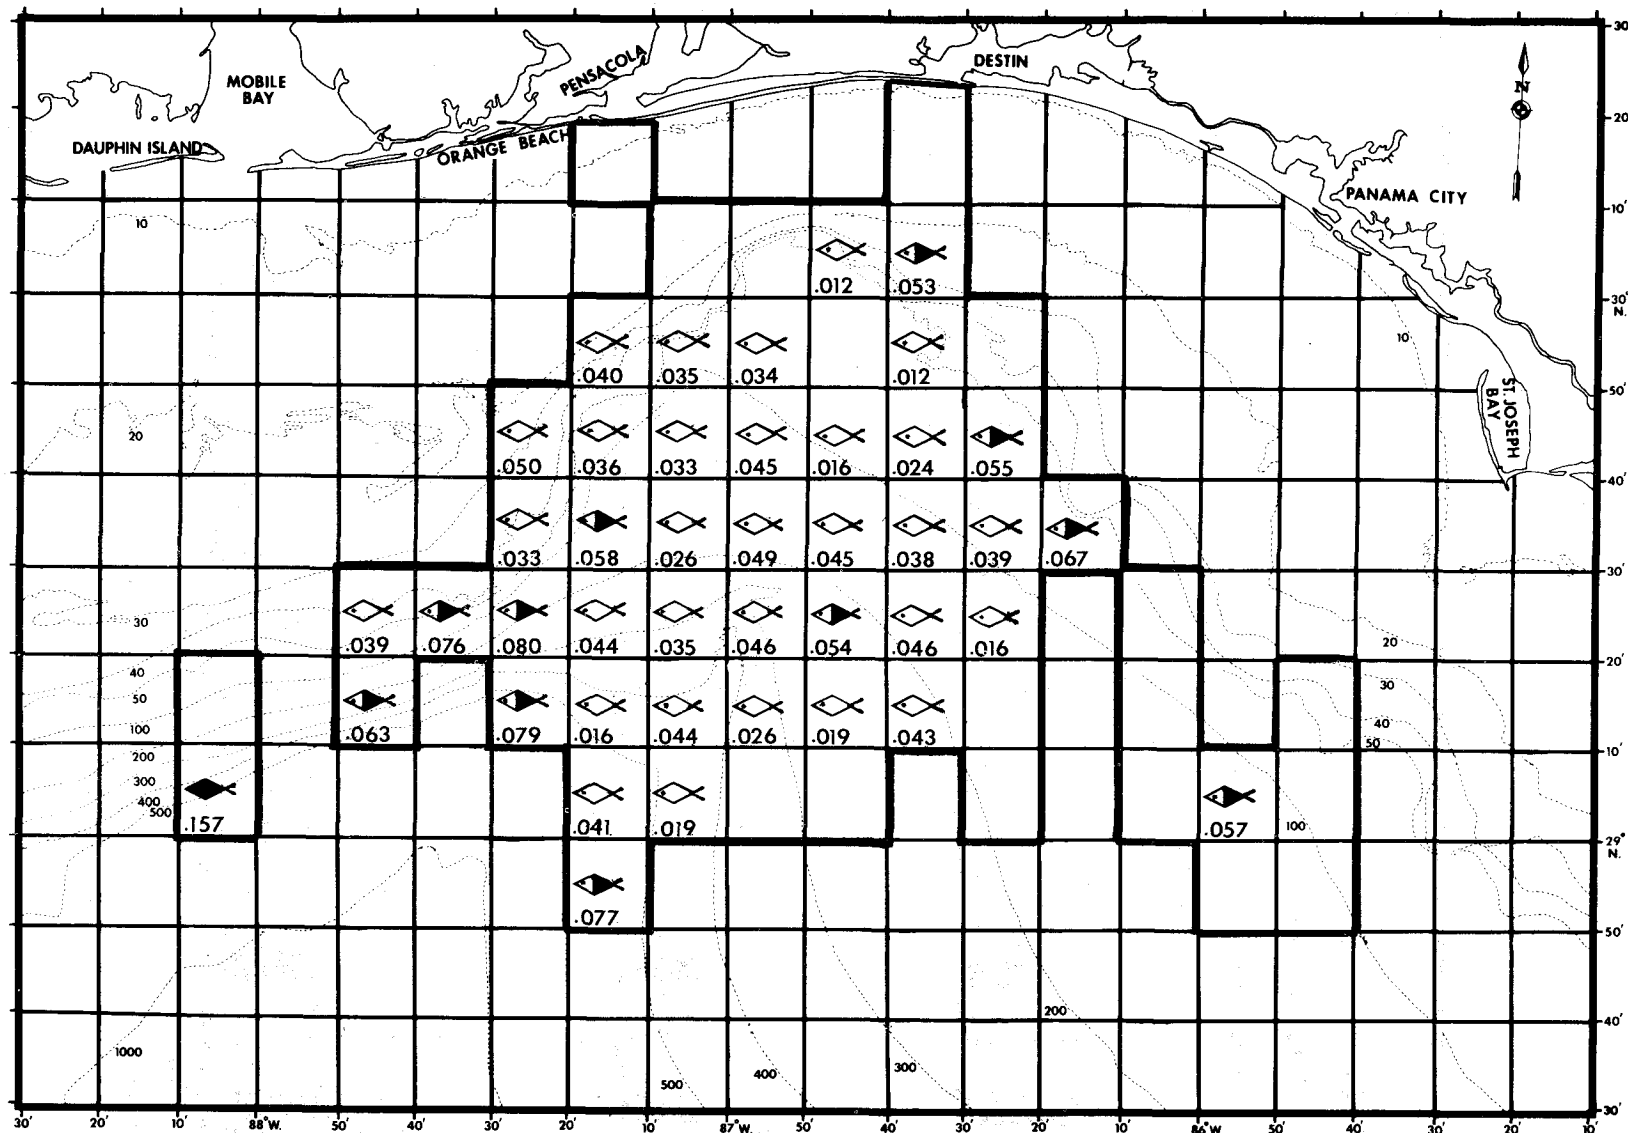 30'
MOBILE BAY
PENSACOLA
DESTIN
N
20'
DAUPHIN ISLAND
ORANGE BEACH
PANAMA CITY
10
10'
.012 .053
30° N.
10
.040 .035 .034 .012
50'
ST. JOSEPH BAY
20
.050 .036 .033 .045 .016 .024 .055
40'
.033 .058 .026 .049 .045 .038 .039 .067
30'
30
.039 .076 .080 .044 .035 .046 .054 .046 .016
20
20'
40
50
30
100
.063 .079 .016 .044 .026 .019 .043
40
50
10'
200
300
400
500
.157 .041 .019 .057
100
29° N.
.077
50'
200
40'
1000
500
400
300
30'
30' 20' 10' 88°W. 50' 40' 30' 20' 10' 87°W. 50' 40' 30' 20' 10' 86°W. 50' 40' 30' 20' 10'